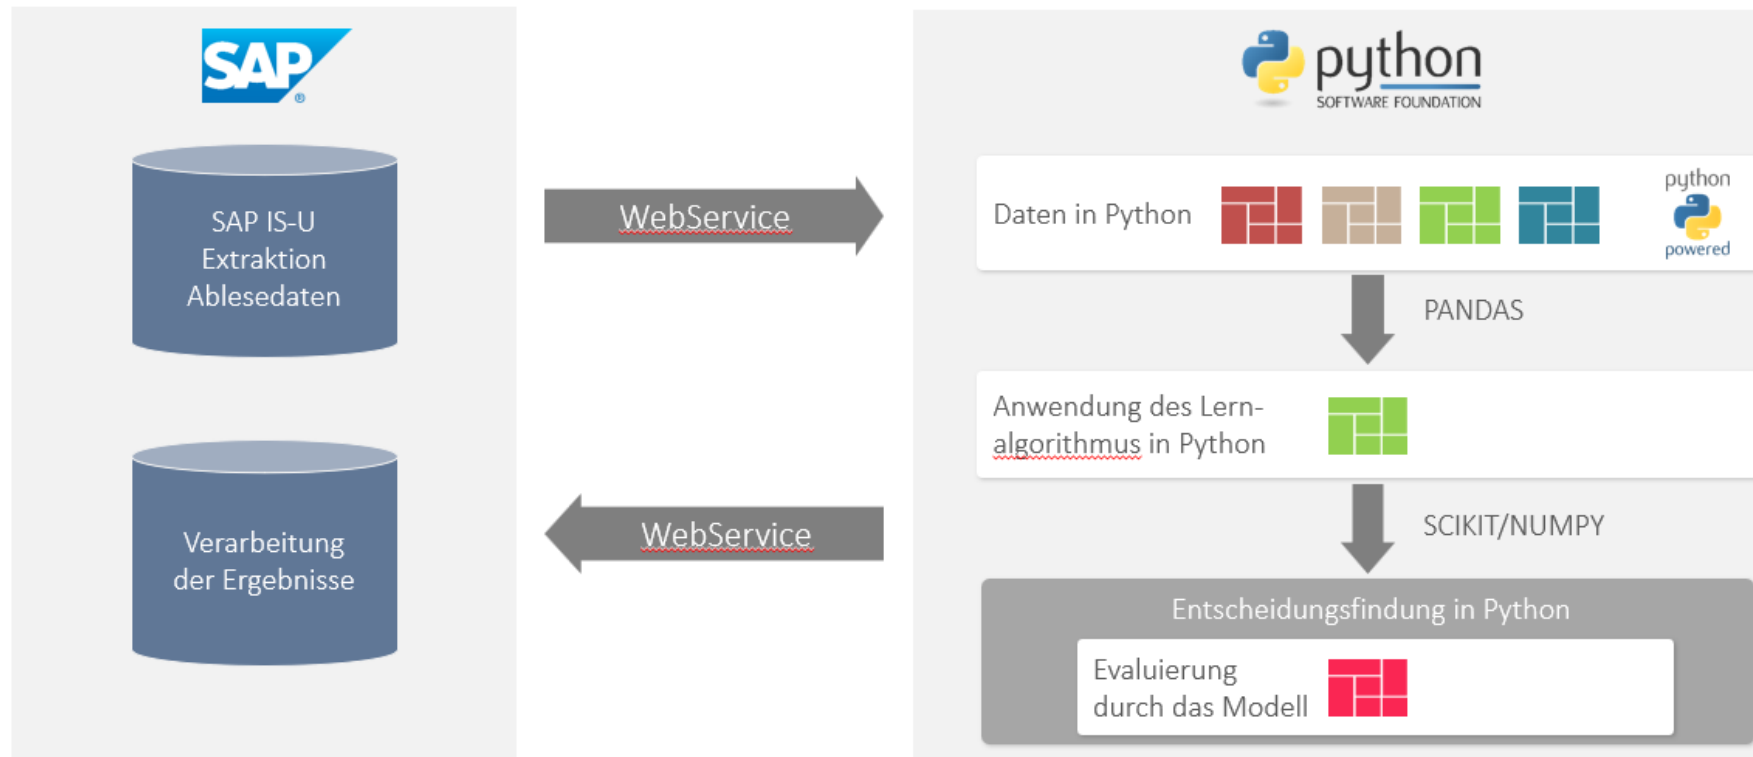 SAP
®
SAP IS-U
Extraktion
Ablesedaten
Verarbeitung
der Ergebnisse
WebService
WebService
python
SOFTWARE FOUNDATION
Daten in Python
python
powered
PANDAS
Anwendung des Lern-
algorithmus in Python
SCIKIT/NUMPY
Entscheidungsfindung in Python
Evaluierung
durch das Modell